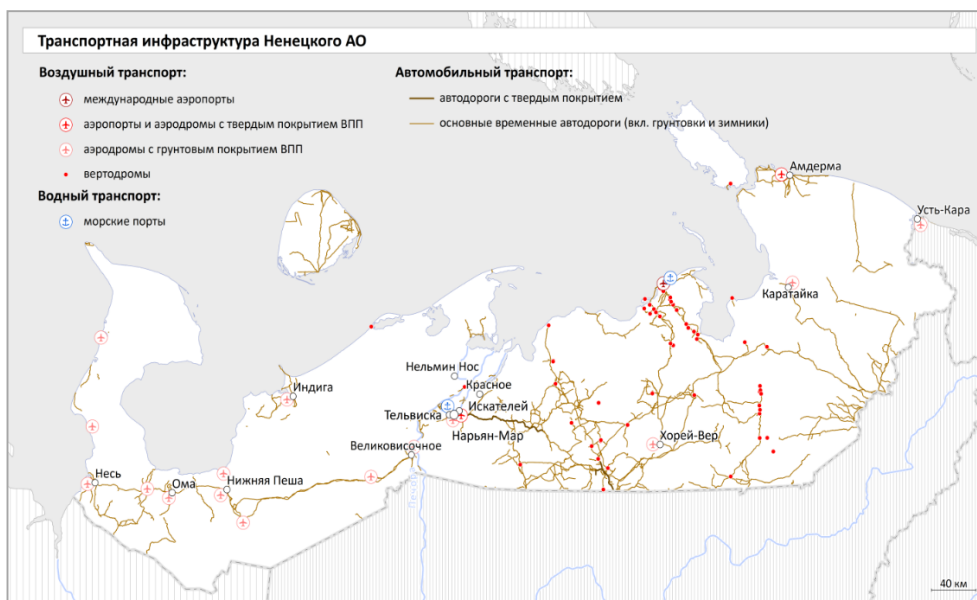 Транспортная инфраструктура Ненецкого АО
Воздушный транспорт:
международные аэропорты
аэропорты и аэродромы с твердым покрытием ВПП
аэродромы с грунтовым покрытием ВПП
вертодромы
Водный транспорт:
морские порты
Автомобильный транспорт:
автодороги с твердым покрытием
основные временные автодороги (вкл. грунтовки и зимники)
Амдерма
Усть-Кара
Каратайка
Нельмин Нос
Индига
Красное
Искателей
Тельвиска
Нарьян-Мар
Великовисочное
Хорей-Вер
Несь
Ома
Нижняя Пеша
40 км